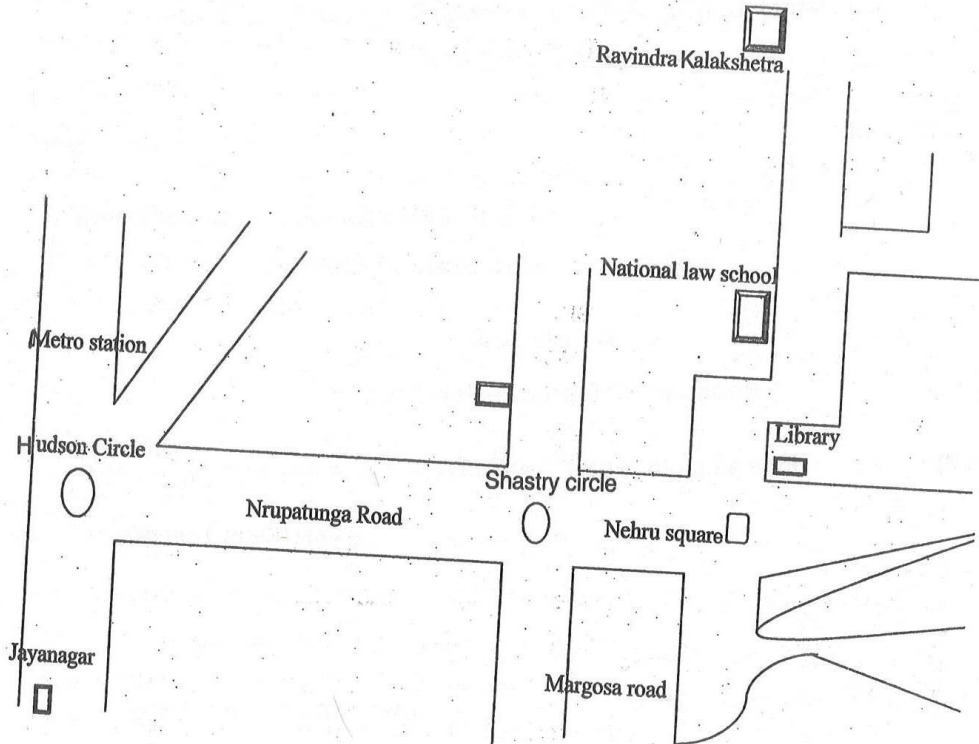 Ravindra Kalakshetra
National law school
Metro station
Hudson Circle
Library
Shastry circle
Nrupatunga Road
Nehru square
Jayanagar
Margosa road